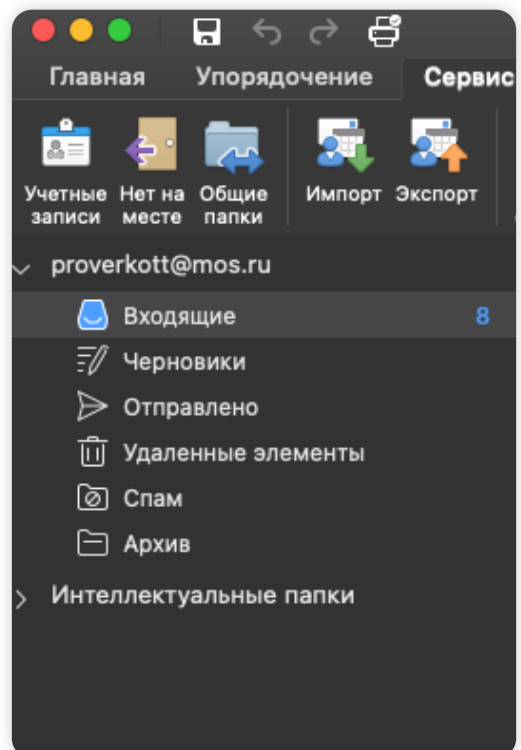 Главная Упорядочение Сервис
Учетные записи Нет на месте Общие папки Импорт Экспорт
proverkott@mos.ru
Входящие 8
Черновики
Отправлено
Удаленные элементы
Спам
Архив
Интеллектуальные папки